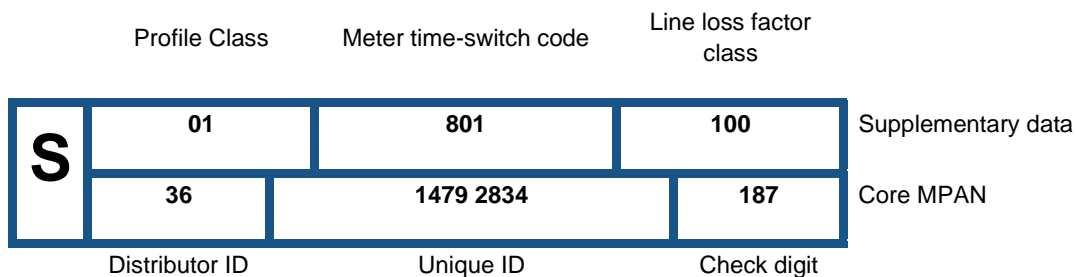 Profile Class Meter time-switch code Line loss factor
class
S
01 801 100 Supplementary data
36 1479 2834 187 Core MPAN
Distributor ID Unique ID Check digit